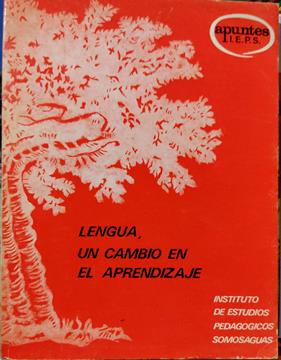 apuntes
I.E.P.S.
LENGUA,
UN CAMBIO EN
EL APRENDIZAJE
INSTITUTO
DE ESTUDIOS
PEDAGOGICOS
SOMOSAGUAS